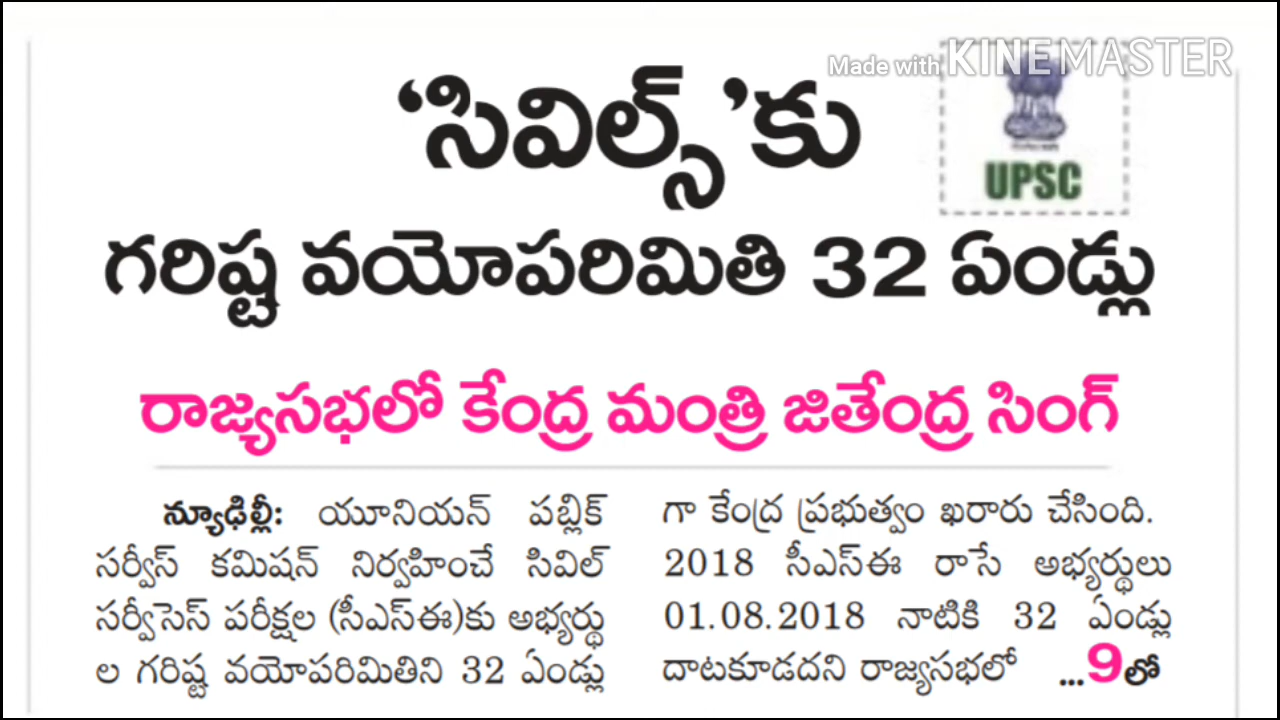 Made with KINEMASTER
‘సివిల్స్’కు
UPSC
గరిష్ట వయోపరిమితి 32 ఏండ్లు
రాజ్యసభలో కేంద్ర మంత్రి జితేంద్ర సింగ్
న్యూఢిల్లీ: యూనియన్ పబ్లిక్
సర్వీస్ కమిషన్ నిర్వహించే సివిల్
సర్వీసెస్ పరీక్షల (సీఎస్ఈ)కు అభ్యర్థు
ల గరిష్ట వయోపరిమితిని 32 ఏండ్లు
గా కేంద్ర ప్రభుత్వం ఖరారు చేసింది.
2018 సీఎస్ఈ రాసే అభ్యర్థులు
01.08.2018 నాటికి 32 ఏండ్లు
దాటకూడదని రాజ్యసభలో ...9లో